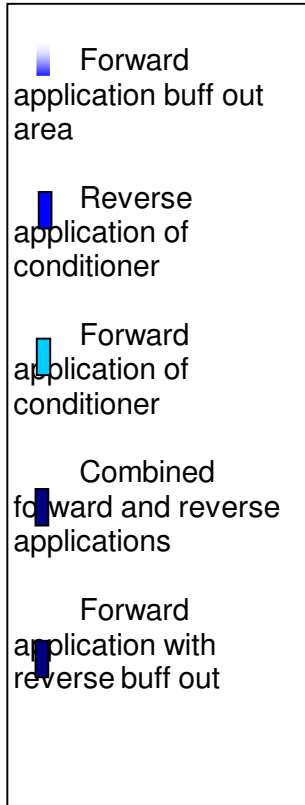 Forward
application buff out
area
Reverse
application of
conditioner
Forward
application of
conditioner
Combined
forward and reverse
applications
Forward
application with
reverse buff out